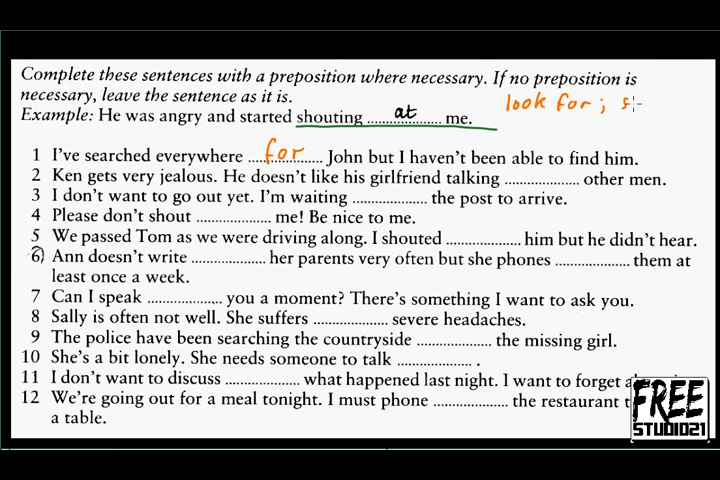 Complete these sentences with a preposition where necessary. If no preposition is
necessary, leave the sentence as it is.
look for ; s
Example: He was angry and started shouting ......at...... me.
1 I've searched everywhere ......for...... John but I haven't been able to find him.
2 Ken gets very jealous. He doesn't like his girlfriend talking .................. other men.
3 I don't want to go out yet. I'm waiting .................. the post to arrive.
4 Please don't shout .................. me! Be nice to me.
5 We passed Tom as we were driving along. I shouted .................. him but he didn't hear.
6) Ann doesn't write .................. her parents very often but she phones .................. them at
least once a week.
7 Can I speak .................. you a moment? There's something I want to ask you.
8 Sally is often not well. She suffers .................. severe headaches.
9 The police have been searching the countryside .................. the missing girl.
10 She's a bit lonely. She needs someone to talk .................. .
11 I don't want to discuss .................. what happened last night. I want to forget
12 We're going out for a meal tonight. I must phone .................. the restaurant
a table.
FREE
STUDIO21